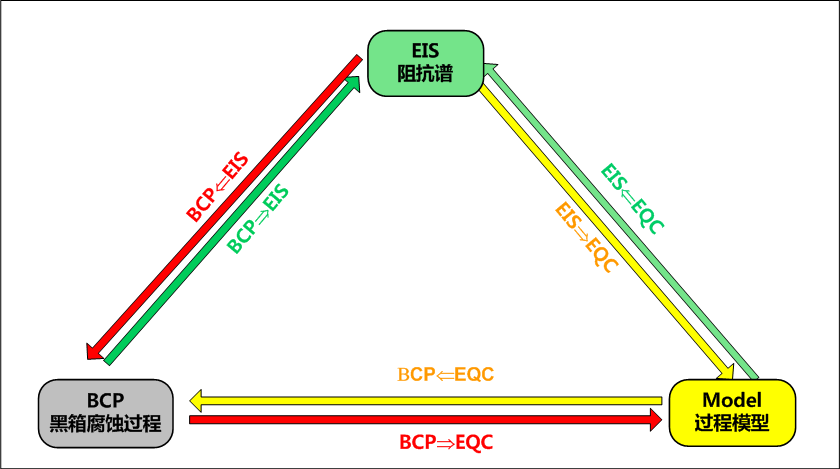 EIS
阻抗谱
BCP⇐EIS
BCP⇒EIS
EIS⇐EQC
EIS⇒EQC
BCP⇐EQC
BCP
黑箱腐蚀过程
Model
过程模型
BCP⇒EQC